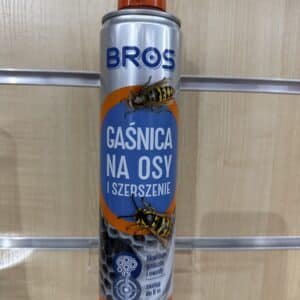 BROS
GAŚNICA
NA OSY
I SZERSZENIE